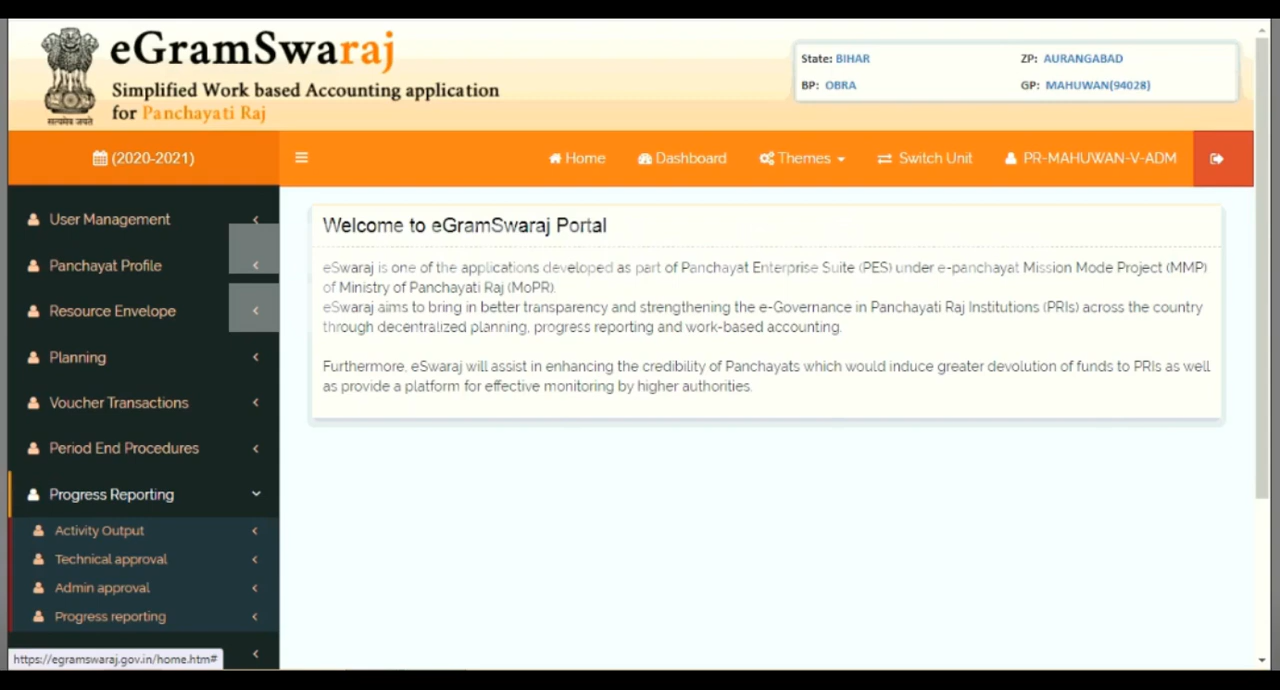 eGramSwaraj
Simplified Work based Accounting application
for Panchayati Raj
सत्यमेव जयते
State: BIHAR
ZP: AURANGABAD
BP: OBRA
GP: MAHUWAN(94028)
(2020-2021)
Home
Dashboard
Themes
Switch Unit
PR-MAHUWAN-V-ADM
User Management
Panchayat Profile
Resource Envelope
Planning
Voucher Transactions
Period End Procedures
Progress Reporting
Activity Output
Technical approval
Admin approval
Progress reporting
https://egramswaraj.gov.in/home.htm#
Welcome to eGramSwaraj Portal
eSwaraj is one of the applications developed as part of Panchayat Enterprise Suite (PES) under e-panchayat Mission Mode Project (MMP)
of Ministry of Panchayati Raj (MoPR).
eSwaraj aims to bring in better transparency and strengthening the e-Governance in Panchayati Raj Institutions (PRIs) across the country
through decentralized planning, progress reporting and work-based accounting.
Furthermore, eSwaraj will assist in enhancing the credibility of Panchayats which would induce greater devolution of funds to PRIs as well
as provide a platform for effective monitoring by higher authorities.